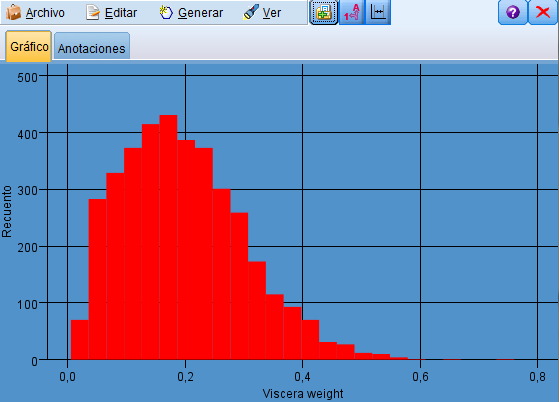 Archivo Editar Generar Ver
Gráfico Anotaciones
500
400
300
200
100
0
Recuento
0,0 0,2 0,4 0,6 0,8
Viscera weight